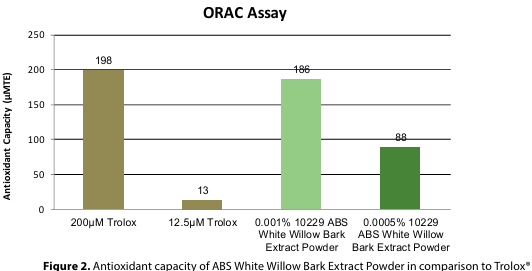 ORAC Assay
Antioxidant Capacity (µMTE)
250
200
150
100
50
0
198
13
186
88
200µM Trolox
12.5µM Trolox
0.001% 10229 ABS
White Willow Bark
Extract Powder
0.0005% 10229
ABS White Willow
Bark Extract Powder
Figure 2. Antioxidant capacity of ABS White Willow Bark Extract Powder in comparison to Trolox®